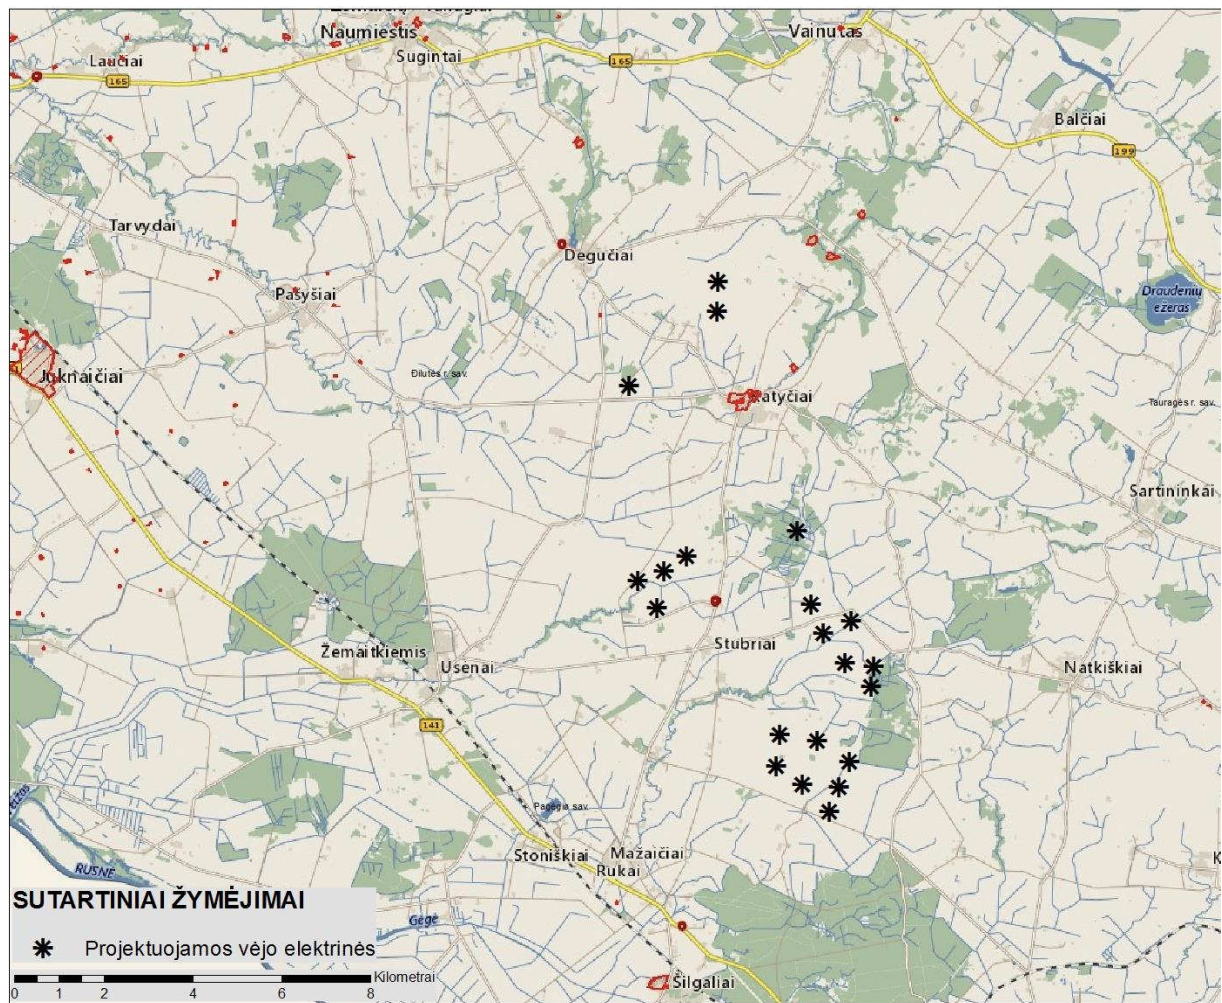 Naumiestis
Vainutas
Sugintai
Laučiai
165
165
Balčiai
199
Tarvydai
Degučiai
Pašyšiai
Draudenių
ežeras
Juknaičiai
Ðilutės r. sav.
atyčiai
Tauragės r. sav.
Sartininkai
Stubriai
Žemaitkiemis
Usėnai
Natkiškiai
141
Pagėgių sav.
Stoniškiai
Mažaičiai
Rukai
RUSNĖ
Gėgė
K
SUTARTINIAI ŽYMĖJIMAI
Projektuojamos vėjo elektrinės
Kilometrai
0 1 2 4 6 8
Šilgaliai